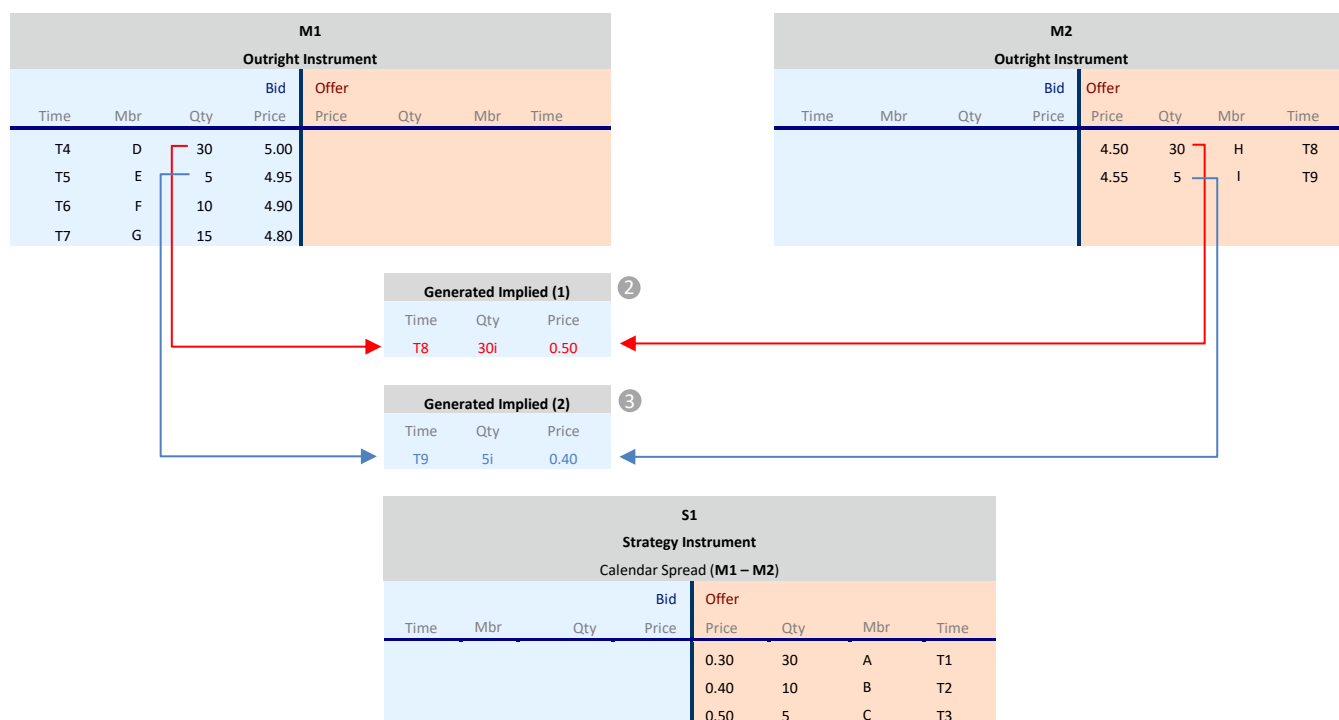 M1
Outright Instrument
Bid Offer
Time Mbr Qty Price Price Qty Mbr Time
T4 D 30 5.00
T5 E 5 4.95
T6 F 10 4.90
T7 G 15 4.80
M2
Outright Instrument
Bid Offer
Time Mbr Qty Price Price Qty Mbr Time
4.50 30 H T8
4.55 5 I T9
Generated Implied (1) 2
Time Qty Price
T8 30i 0.50
Generated Implied (2) 3
Time Qty Price
T9 5i 0.40
S1
Strategy Instrument
Calendar Spread (M1 – M2)
Bid Offer
Time Mbr Qty Price Price Qty Mbr Time
0.30 30 A T1
0.40 10 B T2
0.50 5 C T3